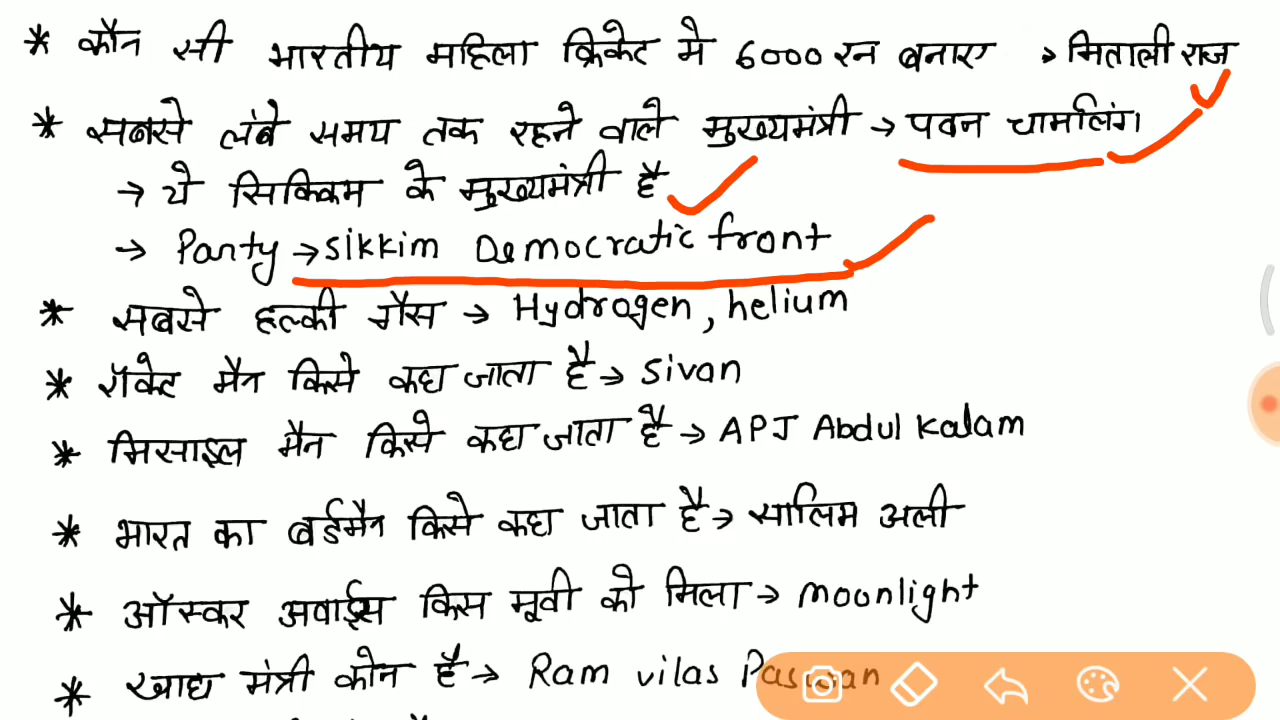 * कौन सी भारतीय महिला क्रिकेट मे 6000 रन बनाए → मिताली राज
* सबसे लंबे समय तक रहने वाले मुख्यमंत्री → पवन चामलिंग
→ ये सिक्किम के मुख्यमंत्री है
→ Party → Sikkim Democratic front
* सबसे हल्की गैस → Hydrogen, helium
* रॉकेट मैन किसे कहा जाता है → Sivan
* मिसाइल मैन किसे कहा जाता है → APJ Abdul Kalam
* भारत का बर्डमैन किसे कहा जाता है → सालिम अली
* ऑस्कर अवार्ड्स किस मूवी को मिला → moonlight
* खाद्य मंत्री कौन है → Ram vilas Paswan